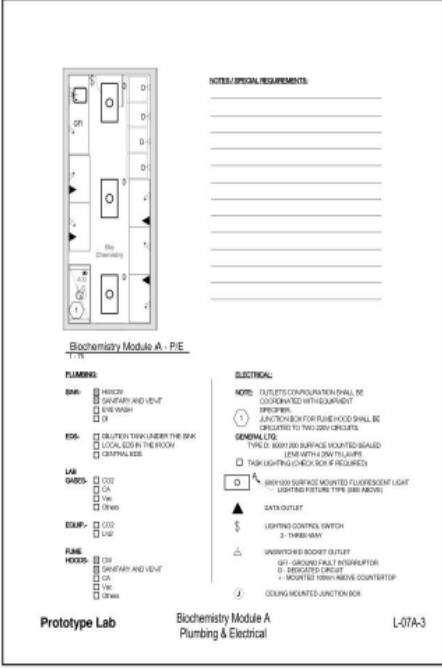 NOTES / SPECIAL REQUIREMENTS:
D
D
D
D
GFI
D
D
Bio
Chemistry
D
1
Biochemistry Module A - P/E
1 : 75
PLUMBING:
SINK- HW/CW
SANITARY AND VENT
EYE WASH
DI
EDS- DILUTION TANK UNDER THE SINK
LOCAL EDS IN THE ROOM
CENTRAL EDS
LAB
GASES- CO2
CA
Vac
Others
EQUIP.- CO2
LN2
FUME
HOODS- CW
SANITARY AND VENT
CA
Vac
Others
ELECTRICAL:
NOTE: OUTLETS CONFIGURATION SHALL BE
COORDINATED WITH EQUIPMENT
SPECIFIER.
1 JUNCTION BOX FOR FUME HOOD SHALL BE
CIRCUITED TO TWO 220V CIRCUITS.
GENERAL LTG:
TYPE D: 600X1200 SURFACE MOUNTED SEALED
LENS WITH 4 28W T5 LAMPS
TASK LIGHTING (CHECK BOX IF REQUIRED)
A 600X1200 SURFACE MOUNTED FLUORESCENT LIGHT
LIGHTING FIXTURE TYPE (SEE ABOVE)
DATA OUTLET
$ LIGHTING CONTROL SWITCH
3 - THREE-WAY
UNSWITCHED SOCKET OUTLET
GFI - GROUND FAULT INTERRUPTOR
D - DEDICATED CIRCUIT
+ - MOUNTED 100mm ABOVE COUNTERTOP
J CEILING MOUNTED JUNCTION BOX
Prototype Lab
Biochemistry Module A
Plumbing & Electrical
L-07A-3